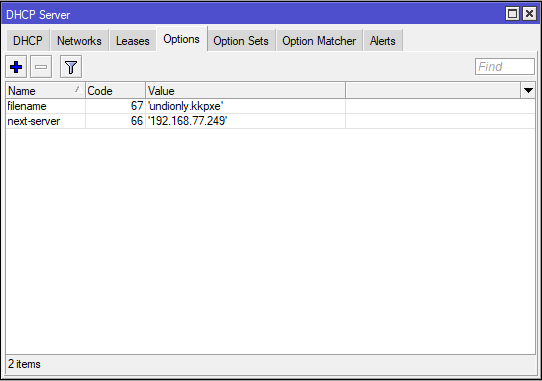 DHCP Server
DHCP Networks Leases Options Option Sets Option Matcher Alerts
Find
Name Code Value
filename 67 'undionly.kkpxe'
next-server 66 '192.168.77.249'
2 items